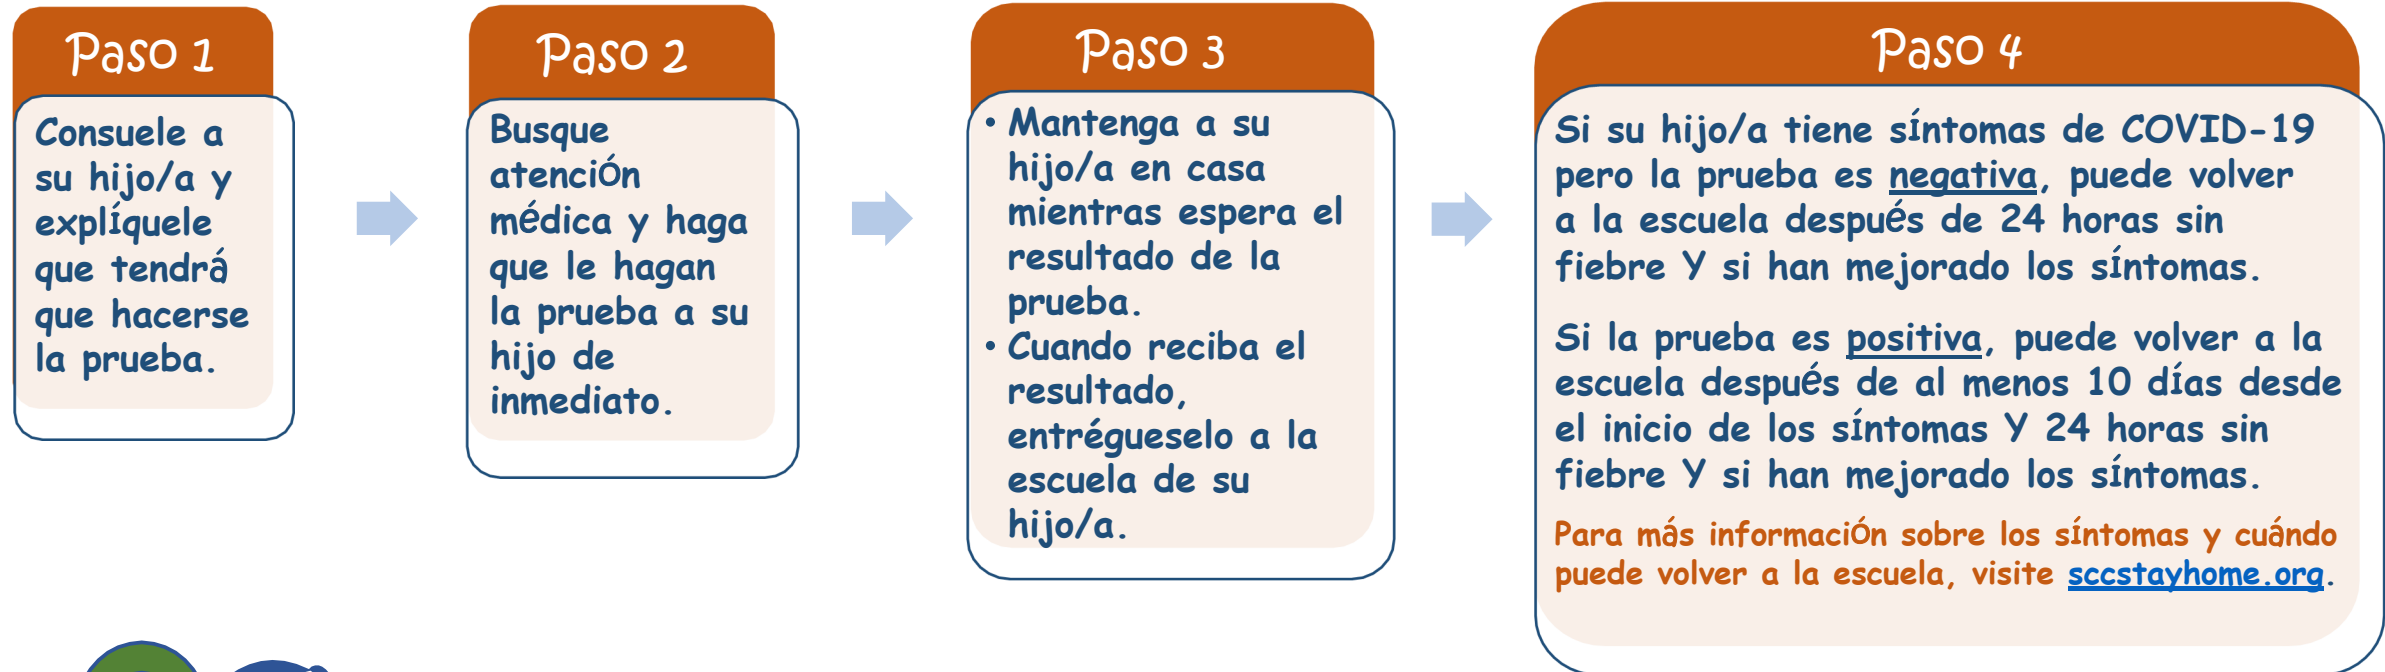 Paso 1
Consuele a
su hijo/a y
explíquele
que tendrá
que hacerse
la prueba.
Paso 2
Busque
atención
médica y haga
que le hagan
la prueba a su
hijo de
inmediato.
Paso 3
• Mantenga a su
hijo/a en casa
mientras espera el
resultado de la
prueba.
• Cuando reciba el
resultado,
entrégueselo a la
escuela de su
hijo/a.
Paso 4
Si su hijo/a tiene síntomas de COVID-19
pero la prueba es negativa, puede volver
a la escuela después de 24 horas sin
fiebre Y si han mejorado los síntomas.
Si la prueba es positiva, puede volver a la
escuela después de al menos 10 días desde
el inicio de los síntomas Y 24 horas sin
fiebre Y si han mejorado los síntomas.
Para más información sobre los síntomas y cuándo
puede volver a la escuela, visite sccstayhome.org.